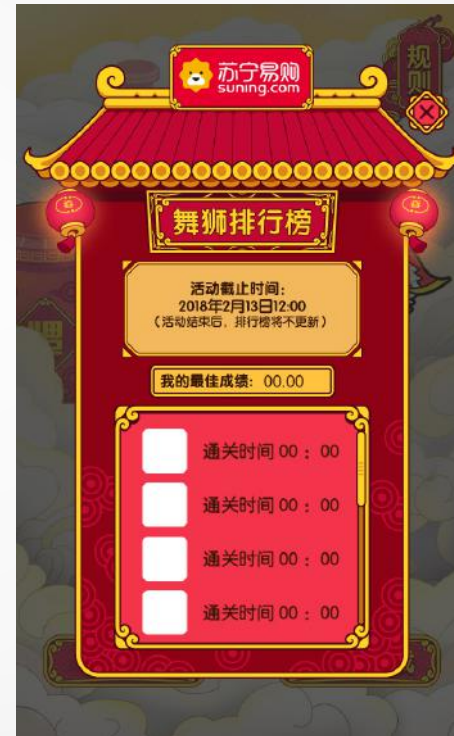 苏宁易购
suning.com
规则
舞狮排行榜
活动截止时间：
2018年2月13日12:00
（活动结束后，排行榜将不更新）
我的最佳成绩：00.00
通关时间 00 ： 00
通关时间 00 ： 00
通关时间 00 ： 00
通关时间 00 ： 00